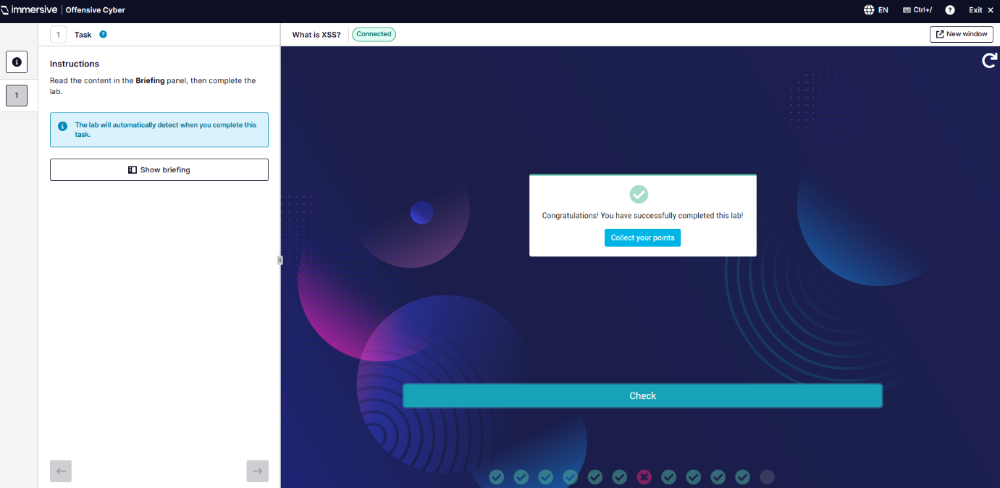 immersive | Offensive Cyber
EN
Ctrl+/
?
Exit
1
Task
?
What is XSS?
Connected
New window
Instructions
Read the content in the Briefing panel, then complete the
lab.
1
The lab will automatically detect when you complete this
task.
Show briefing
Congratulations! You have successfully completed this lab!
Collect your points
Check